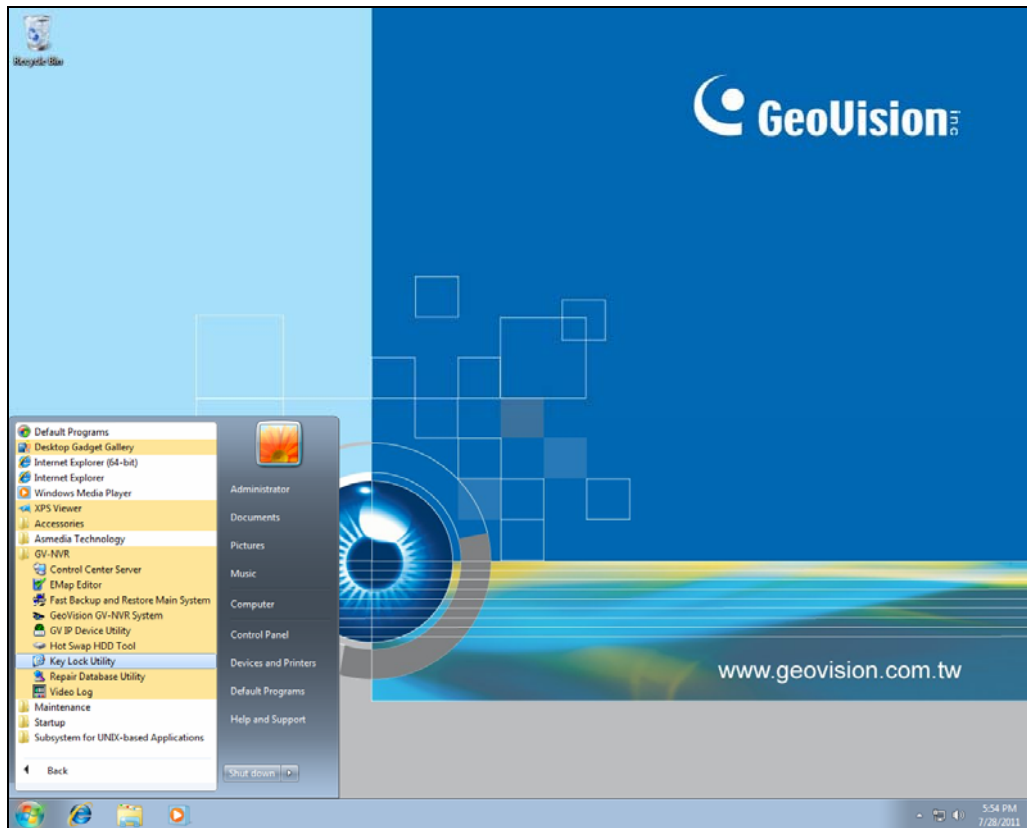 Recycle Bin
GeoVision inc
Default Programs
Desktop Gadget Gallery
Internet Explorer (64-bit)
Internet Explorer
Windows Media Player
XPS Viewer
Accessories
Asmedia Technology
GV-NVR
Control Center Server
EMap Editor
Fast Backup and Restore Main System
GeoVision GV-NVR System
GV IP Device Utility
Hot Swap HDD Tool
Key Lock Utility
Repair Database Utility
Video Log
Maintenance
Startup
Subsystem for UNIX-based Applications
Back
Administrator
Documents
Pictures
Music
Computer
Control Panel
Devices and Printers
Default Programs
Help and Support
Shut down
www.geovision.com.tw
5:54 PM
7/28/2011